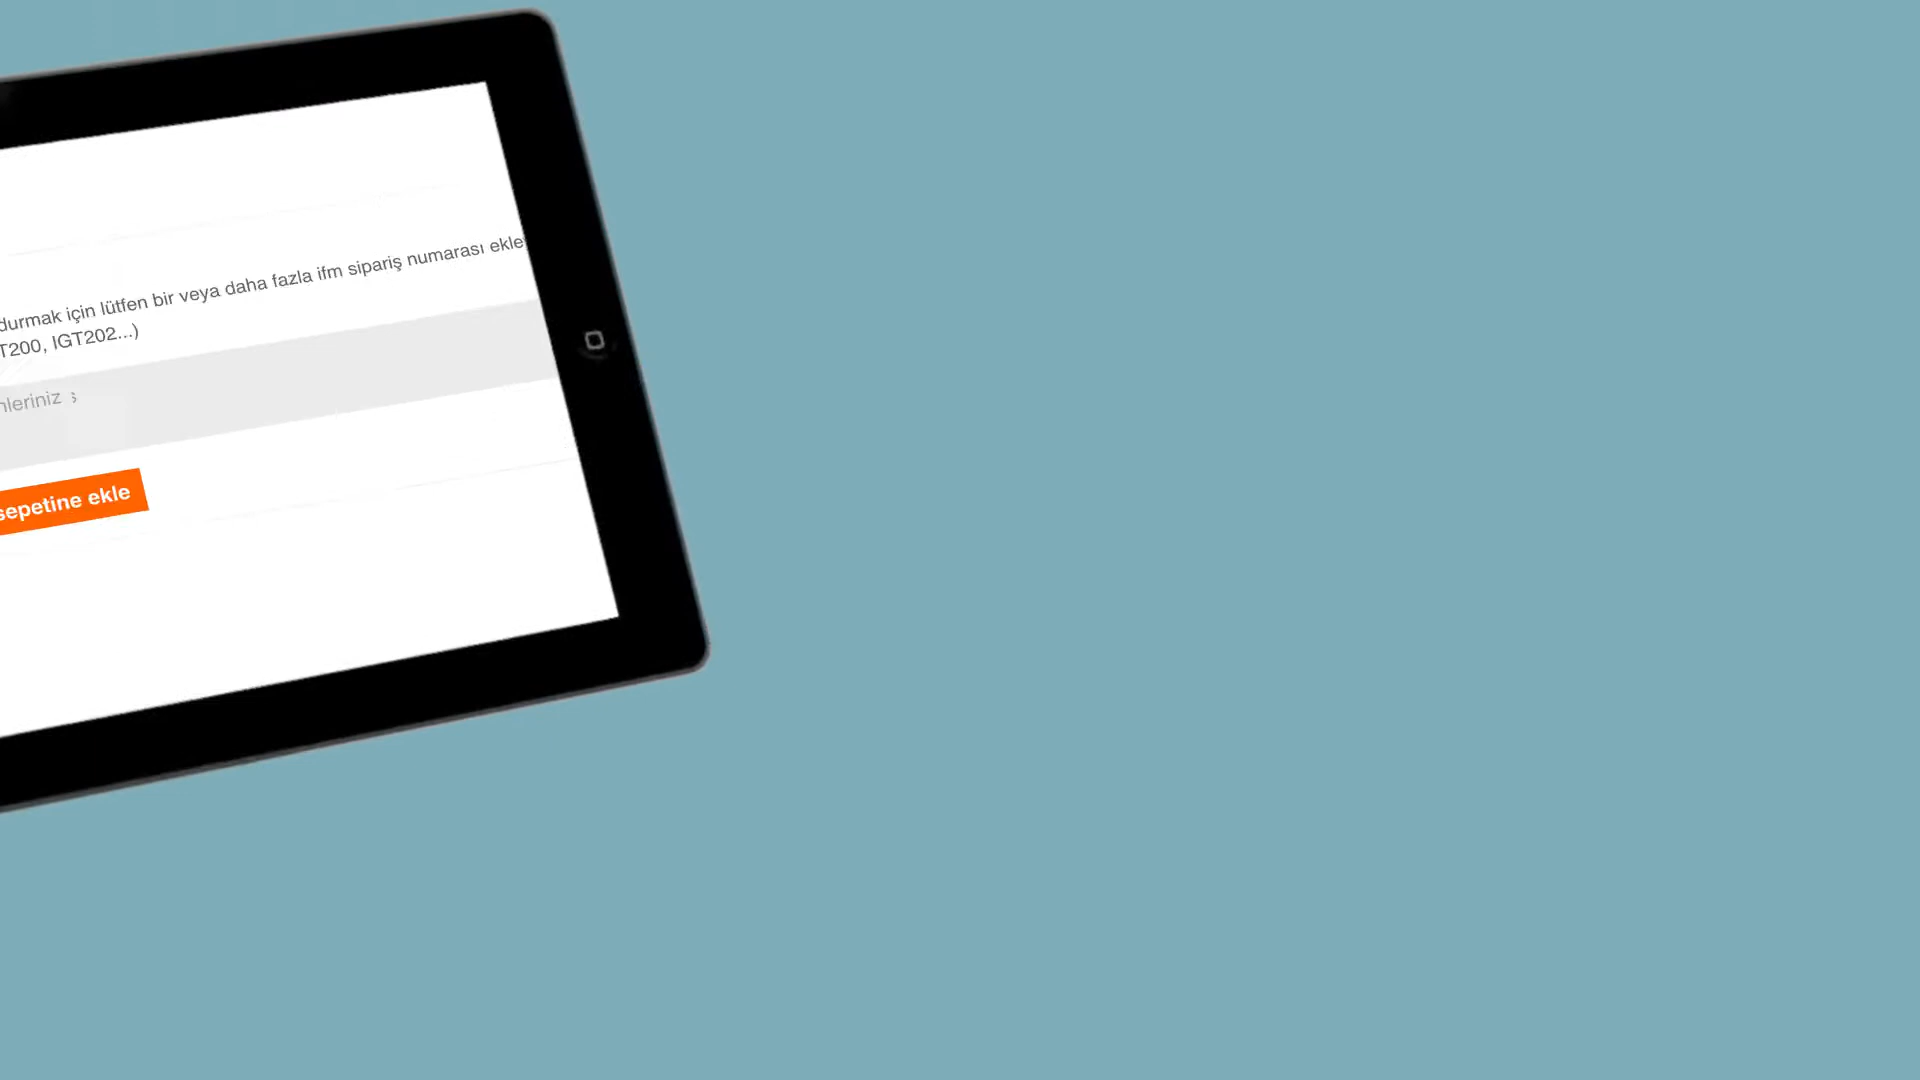 durmak için lütfen bir veya daha fazla ifm sipariş numarası ekle
T200, IGT202...)
nleriniz ş
sepetine ekle